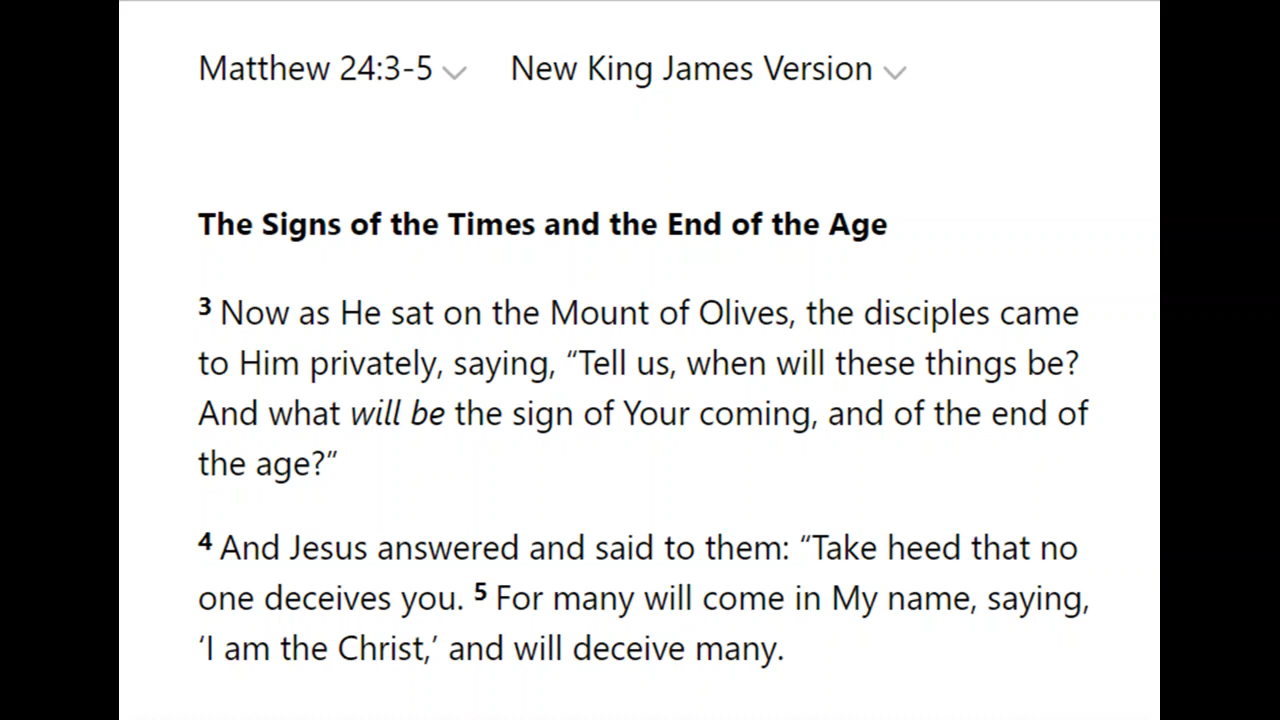 Matthew 24:3-5 New King James Version
The Signs of the Times and the End of the Age
3 Now as He sat on the Mount of Olives, the disciples came
to Him privately, saying, “Tell us, when will these things be?
And what will be the sign of Your coming, and of the end of
the age?”
4 And Jesus answered and said to them: “Take heed that no
one deceives you. 5 For many will come in My name, saying,
‘I am the Christ,’ and will deceive many.